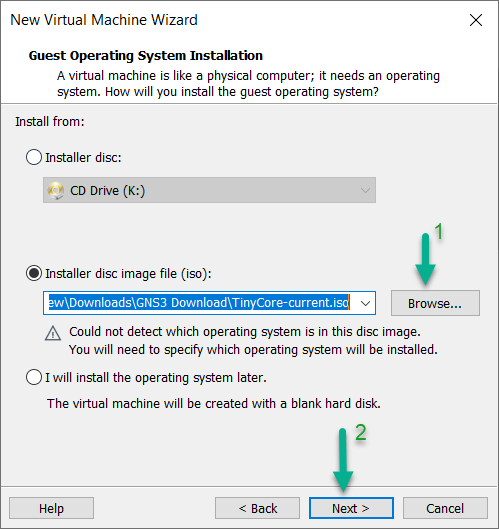 New Virtual Machine Wizard
Guest Operating System Installation
A virtual machine is like a physical computer; it needs an operating
system. How will you install the guest operating system?
Install from:
Installer disc:
CD Drive (K:)
1
Installer disc image file (iso):
ew\Downloads\GNS3 Download\TinyCore-current.iso
Browse...
Could not detect which operating system is in this disc image.
You will need to specify which operating system will be installed.
I will install the operating system later.
The virtual machine will be created with a blank hard disk.
2
Help
< Back
Next >
Cancel